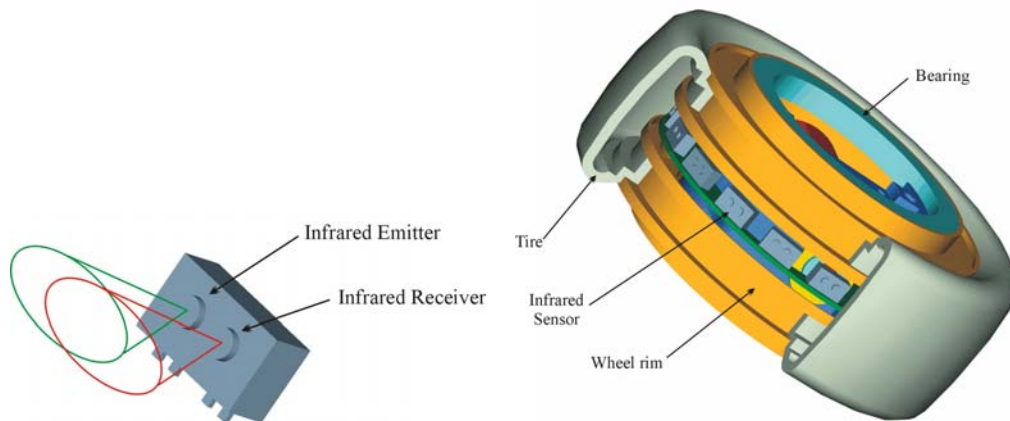 Infrared Emitter
Infrared Receiver
Bearing
Tire
Infrared
Sensor
Wheel rim